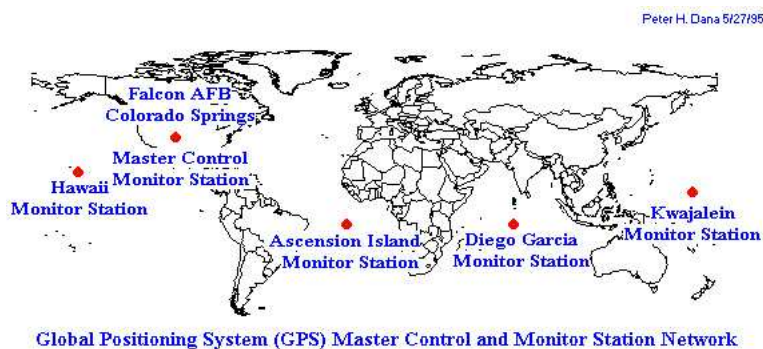 Peter H. Dana 5/27/95
Falcon AFB
Colorado Springs
Master Control
Monitor Station
Hawaii
Monitor Station
Ascension Island
Monitor Station
Diego Garcia
Monitor Station
Kwajalein
Monitor Station
Global Positioning System (GPS) Master Control and Monitor Station Network